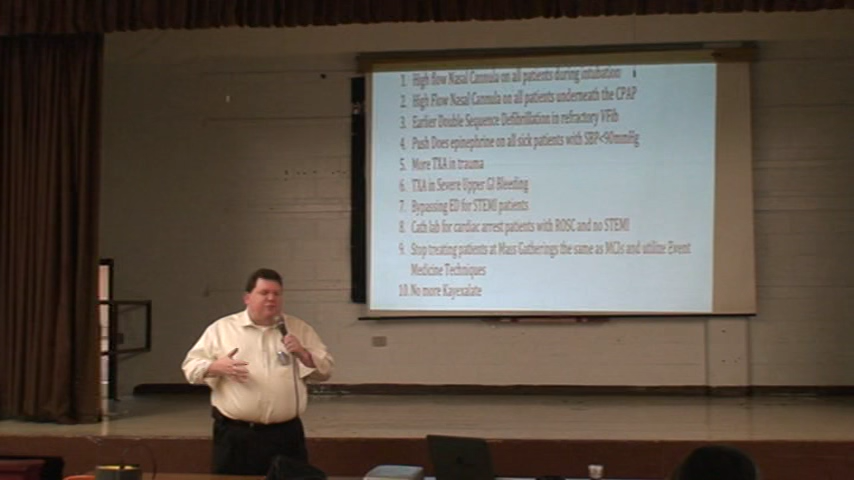 1. High flow Nasal Cannula on all patients during intubation
2. High Flow Nasal Cannula on all patients underneath the CPAP
3. Earlier Double Sequence Defibrillation in refractory VFib
4. Push Does epinephrine on all sick patients with SBP<90mmHg
5. More TXA in trauma
6. TXA in Severe Upper GI Bleeding
7. Bypassing ED for STEMI patients
8. Cath lab for cardiac arrest patients with ROSC and no STEMI
9. Stop treating patients at Mass Gatherings the same as MCIs and utilize Event
Medicine Techniques
10. No more Kayexalate